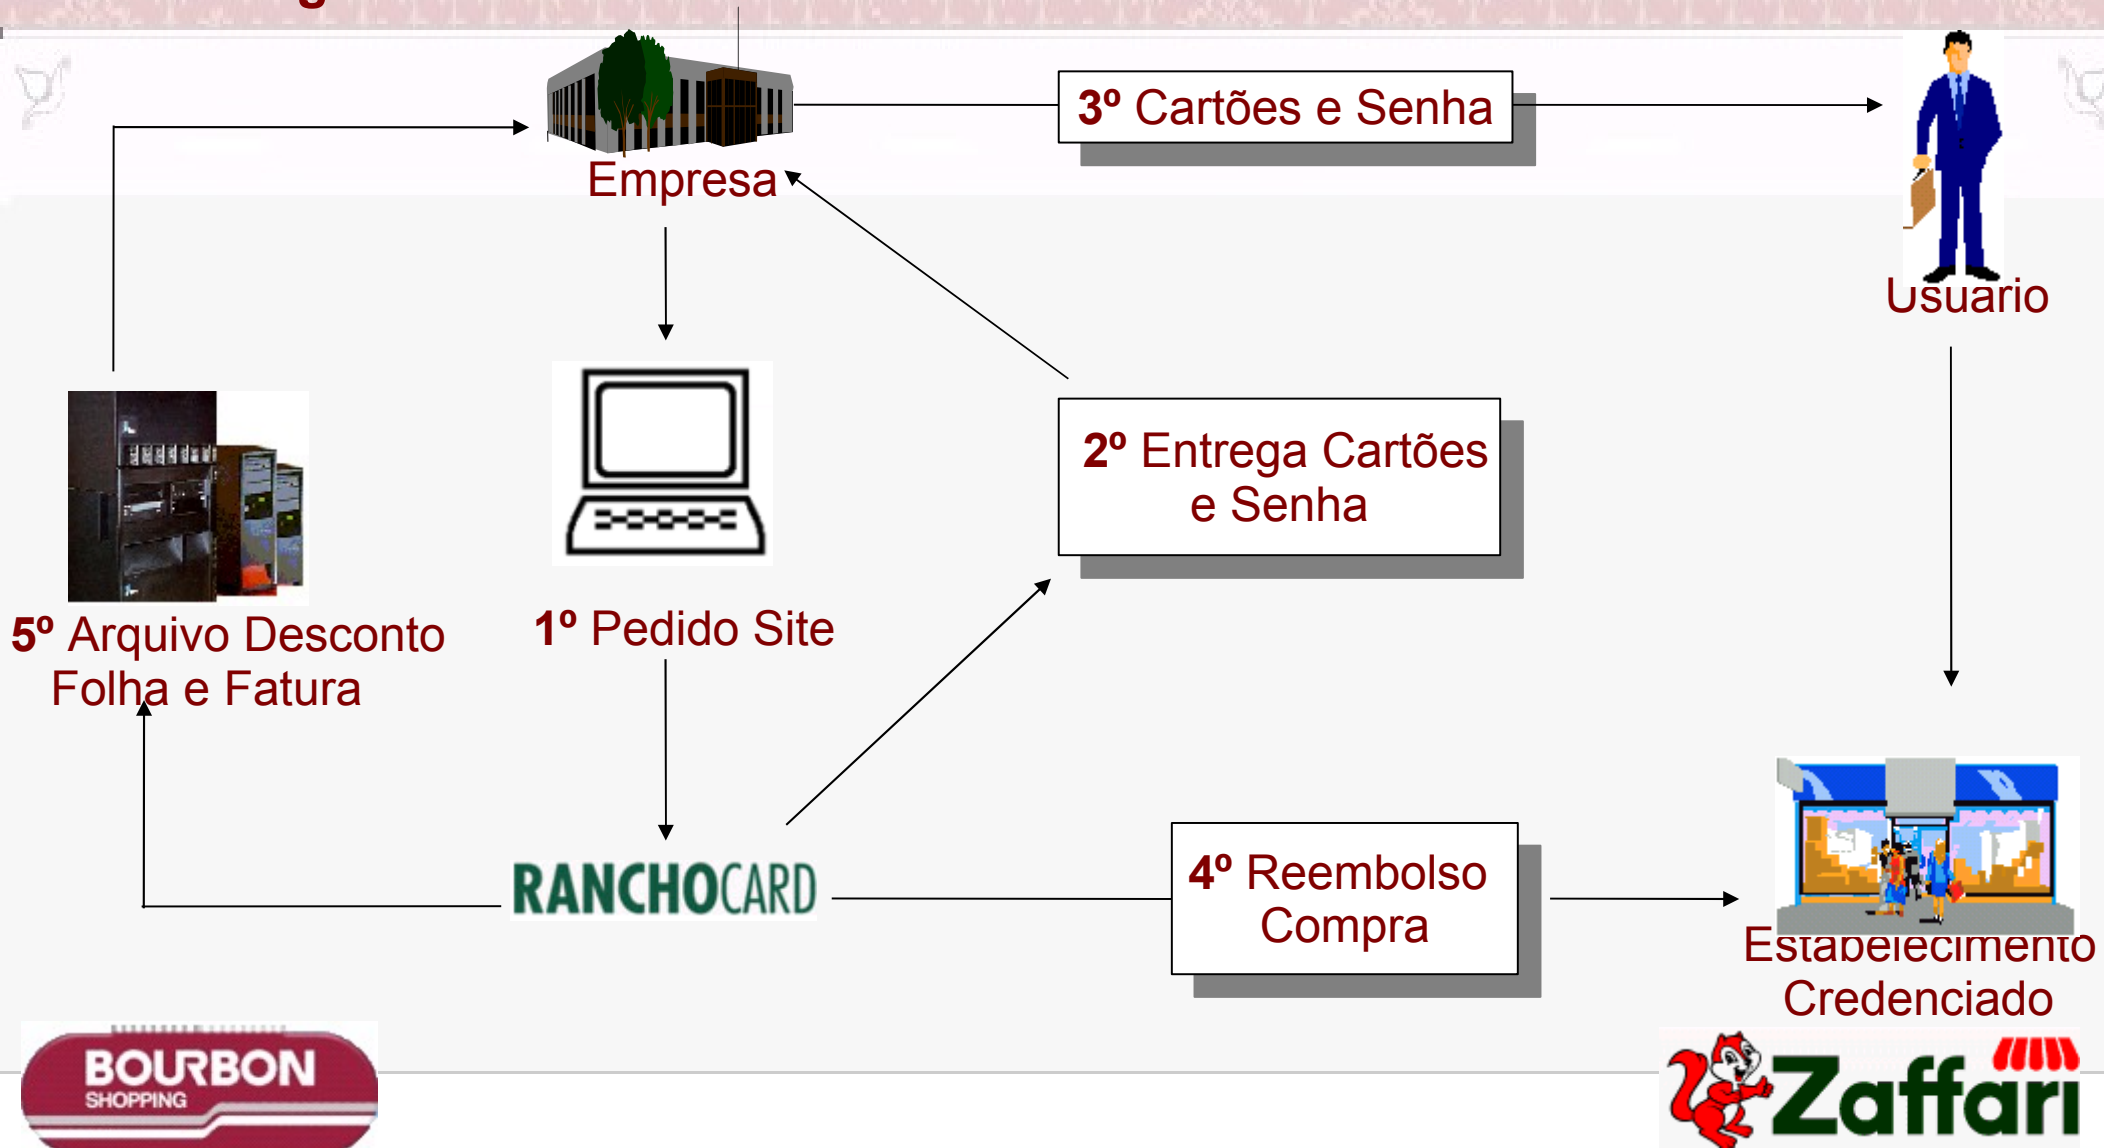 3º Cartões e Senha
Empresa
Usuario
2º Entrega Cartões
e Senha
5º Arquivo Desconto
Folha e Fatura
1º Pedido Site
RANCHOCARD
4º Reembolso
Compra
Estabelecimento
Credenciado
BOURBON
SHOPPING
Zaffari